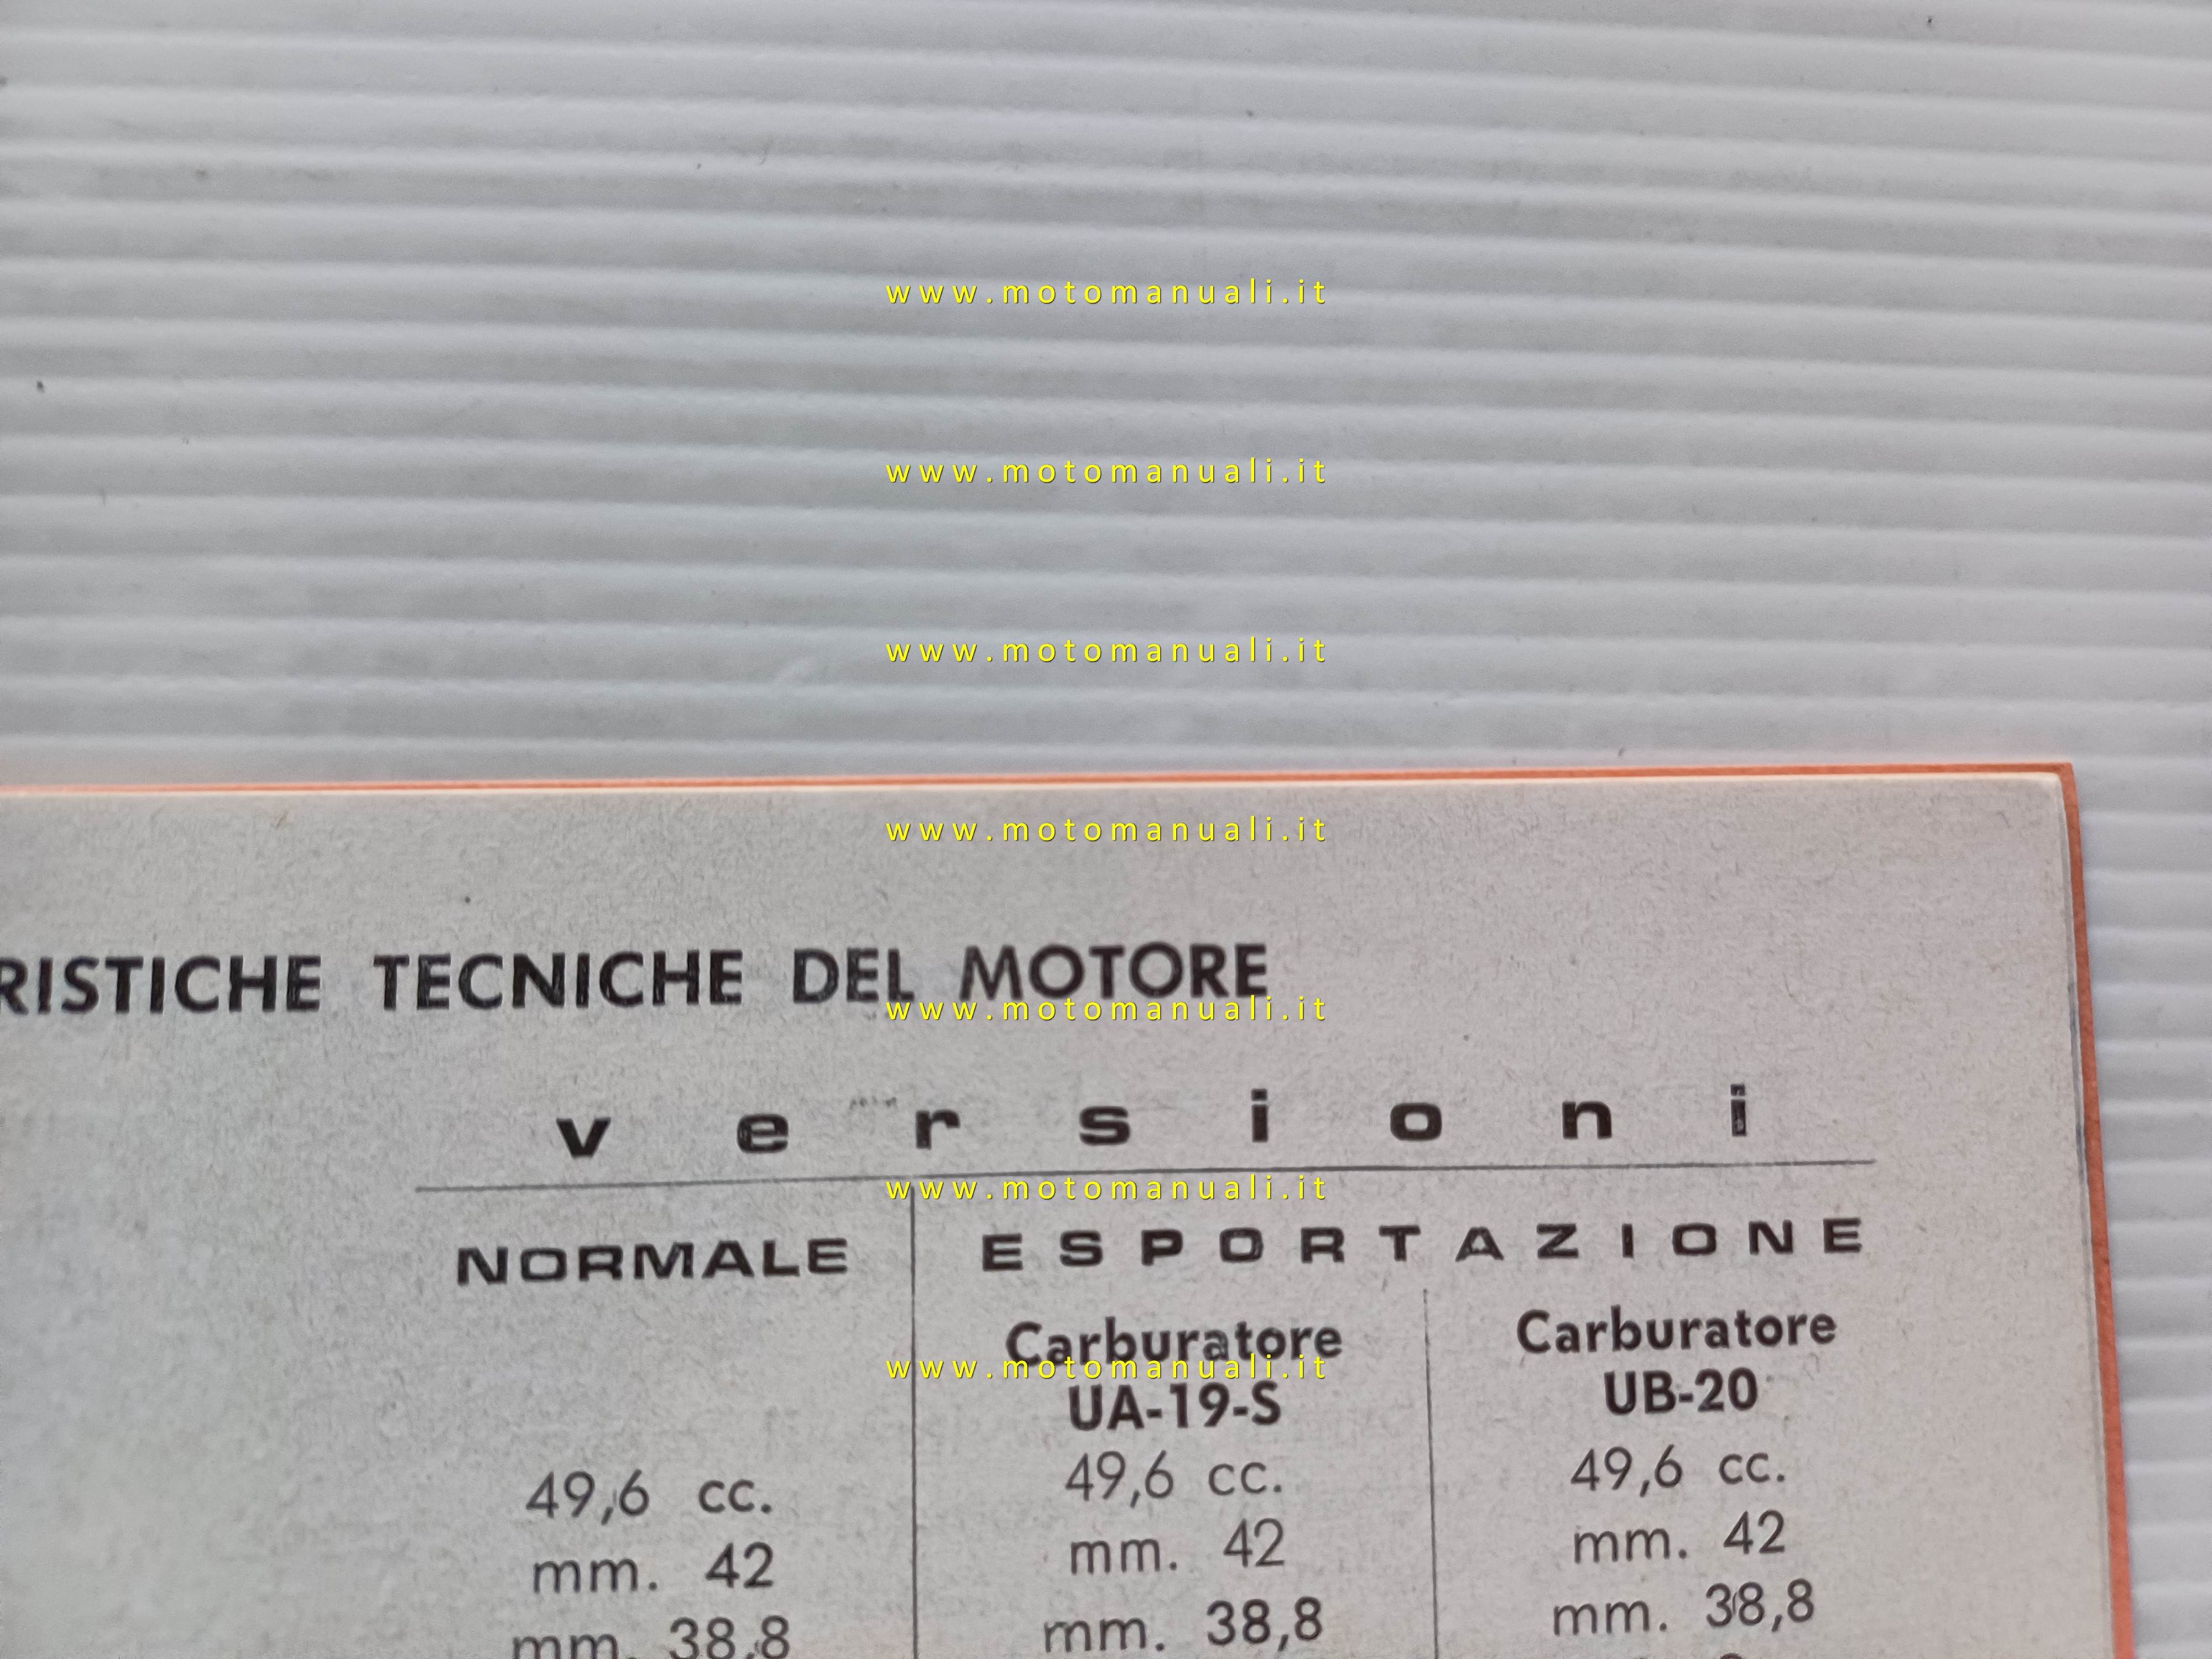 www.motomanuali.it
www.motomanuali.it
www.motomanuali.it
www.motomanuali.it
RISTICHE TECNICHE DEL MOTORE
www.motomanuali.it
versioni
www.motomanuali.it
NORMALE ESPORTAZIONE
Carburatore Carburatore
www.motomanuali.it
UA-19-S UB-20
49,6 cc. 49,6 cc. 49,6 cc.
mm. 42 mm. 42 mm. 42
mm. 38,8 mm. 38,8 mm. 38,8